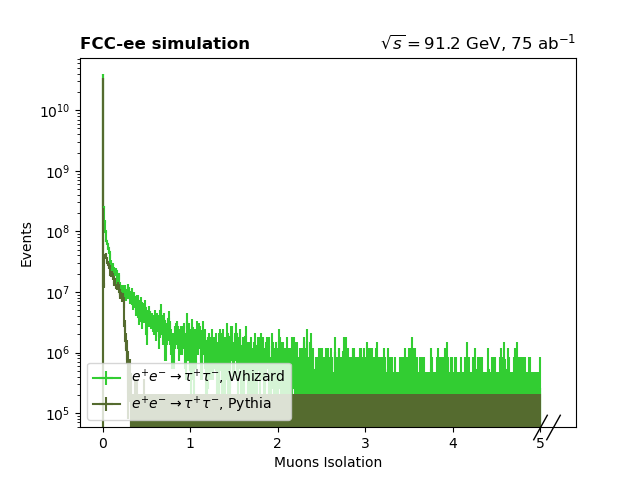 FCC-ee simulation √s = 91.2 GeV, 75 ab⁻¹
10¹⁰
10⁹
10⁸
10⁷
10⁶
10⁵
Events
e⁺e⁻ → τ⁺τ⁻, Whizard
e⁺e⁻ → τ⁺τ⁻, Pythia
0 1 2 3 4 5
Muons Isolation